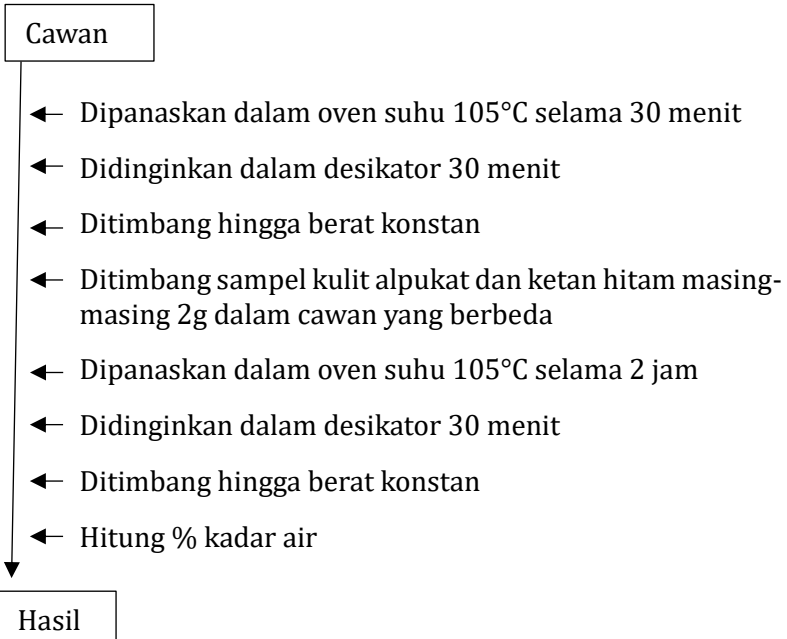 Cawan
Dipanaskan dalam oven suhu 105°C selama 30 menit
Didinginkan dalam desikator 30 menit
Ditimbang hingga berat konstan
Ditimbang sampel kulit alpukat dan ketan hitam masing-
masing 2g dalam cawan yang berbeda
Dipanaskan dalam oven suhu 105°C selama 2 jam
Didinginkan dalam desikator 30 menit
Ditimbang hingga berat konstan
Hitung % kadar air
Hasil